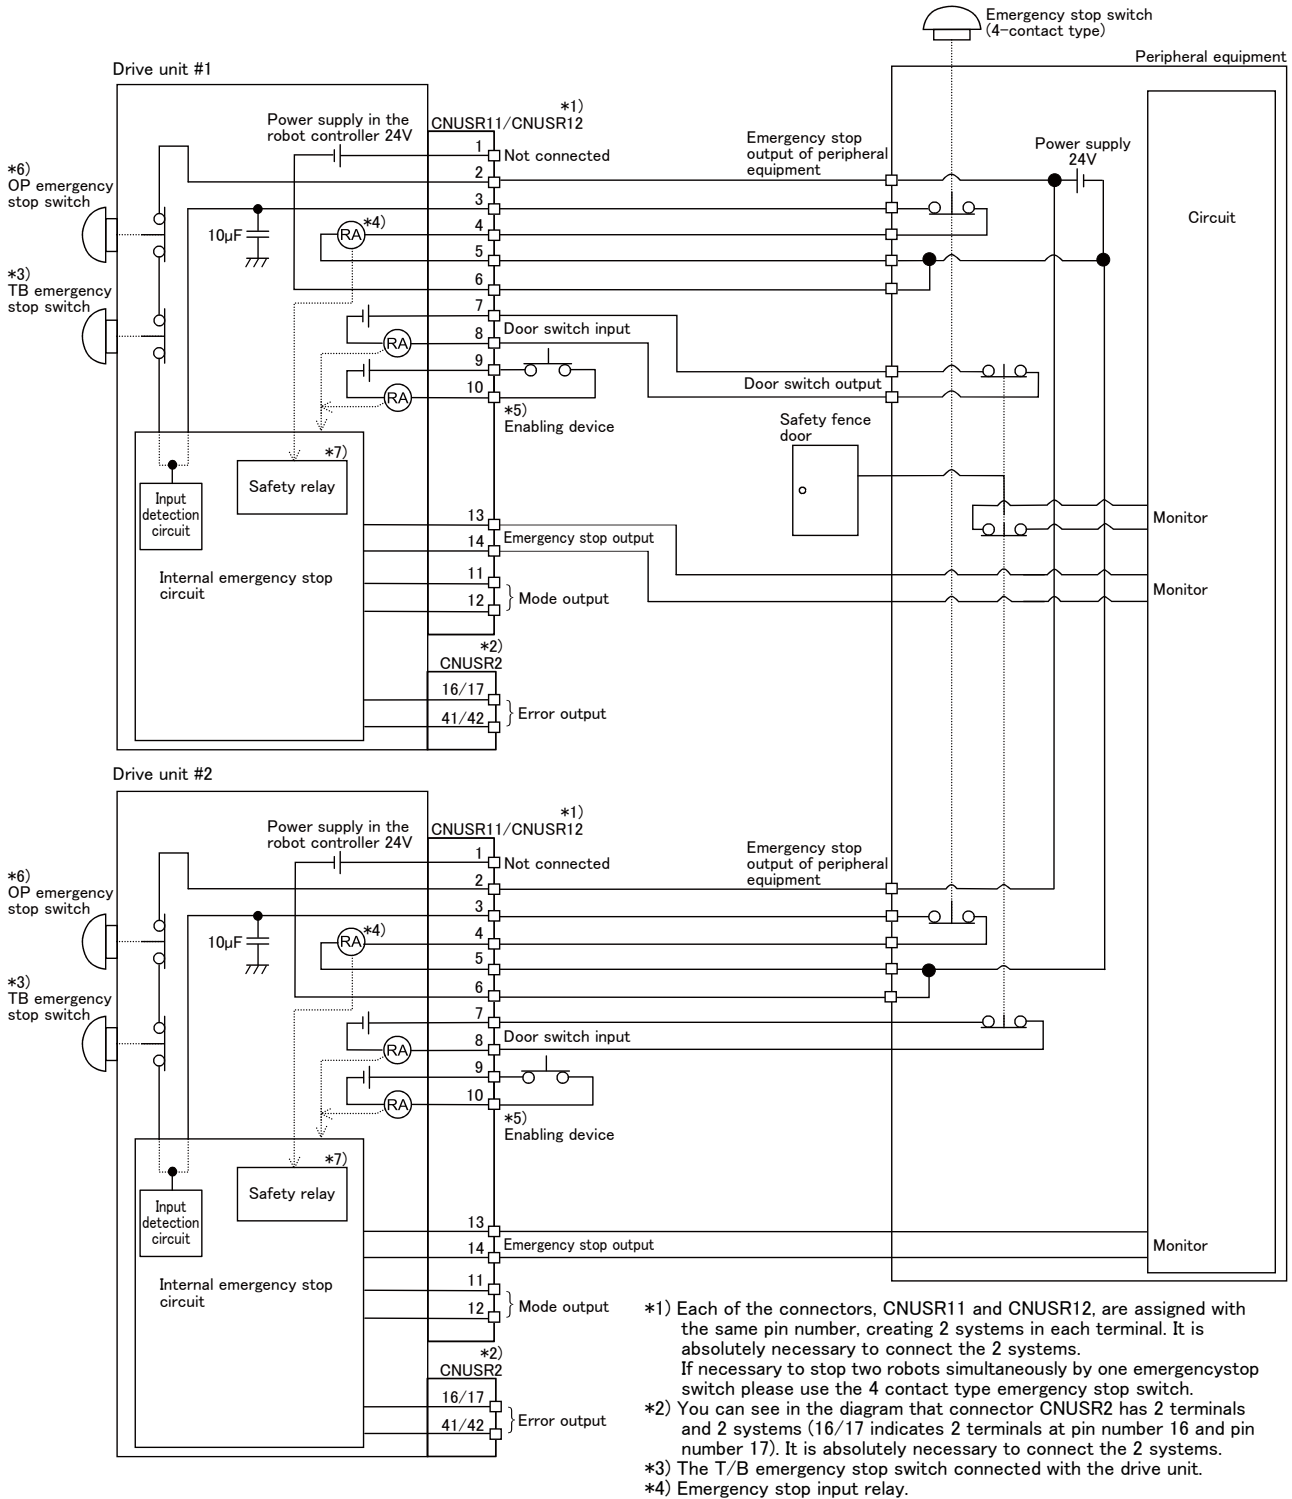 Emergency stop switch
(4-contact type)
Peripheral equipment
Drive unit #1
Power supply in the
robot controller 24V
*1)
CNUSR11/CNUSR12
1
Not connected
2
3
4
5
6
7
8
9
10
*6)
OP emergency
stop switch
*3)
TB emergency
stop switch
10μF
RA
*4)
RA
RA
Door switch input
*5)
Enabling device
Emergency stop
output of peripheral
equipment
Power supply
24V
Circuit
Door switch output
Safety fence
door
*7)
Safety relay
Input
detection
circuit
Internal emergency stop
circuit
13
14
Emergency stop output
11
12
Mode output
Monitor
Monitor
*2)
CNUSR2
16/17
41/42
Error output
Drive unit #2
Power supply in the
robot controller 24V
*1)
CNUSR11/CNUSR12
1
Not connected
2
3
4
5
6
7
8
9
10
*6)
OP emergency
stop switch
*3)
TB emergency
stop switch
10μF
RA
*4)
RA
RA
Door switch input
*5)
Enabling device
Emergency stop
output of peripheral
equipment
*7)
Safety relay
Input
detection
circuit
Internal emergency stop
circuit
13
14
Emergency stop output
11
12
Mode output
Monitor
*2)
CNUSR2
16/17
41/42
Error output
*1) Each of the connectors, CNUSR11 and CNUSR12, are assigned with
the same pin number, creating 2 systems in each terminal. It is
absolutely necessary to connect the 2 systems.
If necessary to stop two robots simultaneously by one emergencystop
switch please use the 4 contact type emergency stop switch.
*2) You can see in the diagram that connector CNUSR2 has 2 terminals
and 2 systems (16/17 indicates 2 terminals at pin number 16 and pin
number 17). It is absolutely necessary to connect the 2 systems.
*3) The T/B emergency stop switch connected with the drive unit.
*4) Emergency stop input relay.